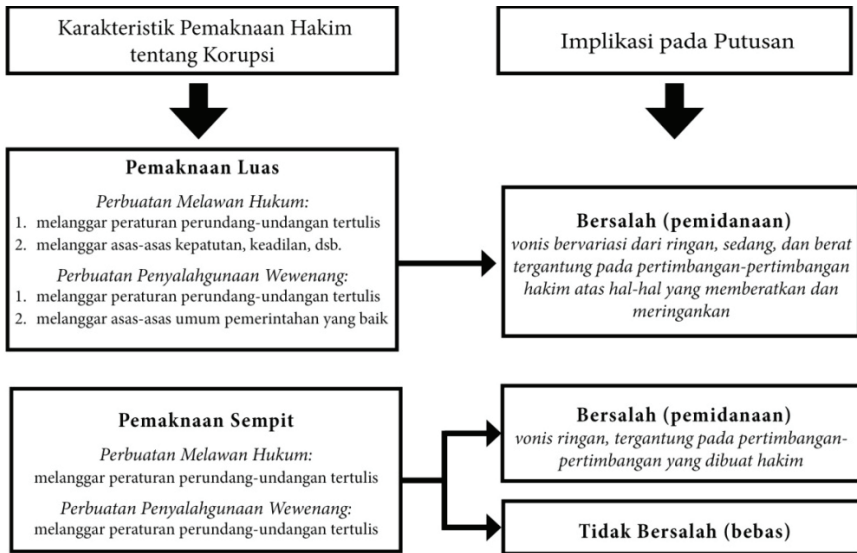 Karakteristik Pemaknaan Hakim
tentang Korupsi
Implikasi pada Putusan
Pemaknaan Luas
Perbuatan Melawan Hukum:
1. melanggar peraturan perundang-undangan tertulis
2. melanggar asas-asas kepatutan, keadilan, dsb.
Perbuatan Penyalahgunaan Wewenang:
1. melanggar peraturan perundang-undangan tertulis
2. melanggar asas-asas umum pemerintahan yang baik
Bersalah (pemidanaan)
vonis bervariasi dari ringan, sedang, dan berat
tergantung pada pertimbangan-pertimbangan
hakim atas hal-hal yang memberatkan dan
meringankan
Pemaknaan Sempit
Perbuatan Melawan Hukum:
melanggar peraturan perundang-undangan tertulis
Perbuatan Penyalahgunaan Wewenang:
melanggar peraturan perundang-undangan tertulis
Bersalah (pemidanaan)
vonis ringan, tergantung pada pertimbangan-
pertimbangan yang dibuat hakim
Tidak Bersalah (bebas)